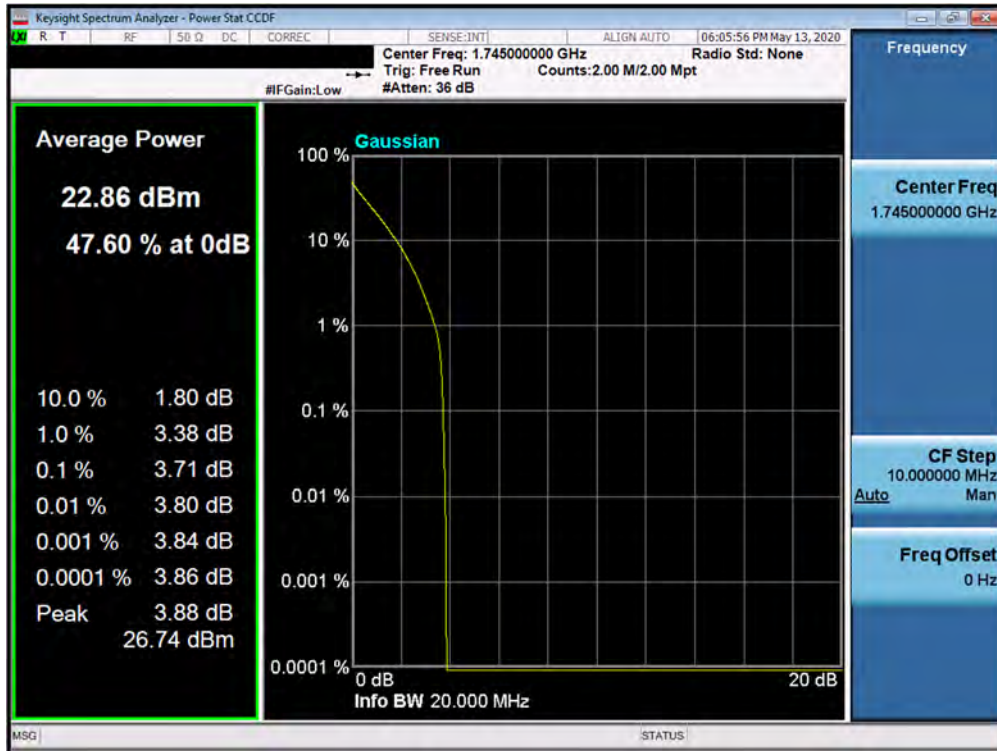 Keysight Spectrum Analyzer - Power Stat CCDF
LXI R T RF 50 Ω DC CORREC SENSE:INT ALIGN AUTO 06:05:56 PM May 13, 2020
Center Freq: 1.745000000 GHz Radio Std: None
Trig: Free Run Counts:2.00 M/2.00 Mpt
#IFGain:Low #Atten: 36 dB
Average Power
22.86 dBm
47.60 % at 0dB
10.0 % 1.80 dB
1.0 % 3.38 dB
0.1 % 3.71 dB
0.01 % 3.80 dB
0.001 % 3.84 dB
0.0001 % 3.86 dB
Peak 3.88 dB
26.74 dBm
Gaussian
100 %
10 %
1 %
0.1 %
0.01 %
0.001 %
0.0001 %
0 dB 20 dB
Info BW 20.000 MHz
Frequency
Center Freq
1.745000000 GHz
CF Step
10.000000 MHz
Auto Man
Freq Offset
0 Hz
MSG STATUS